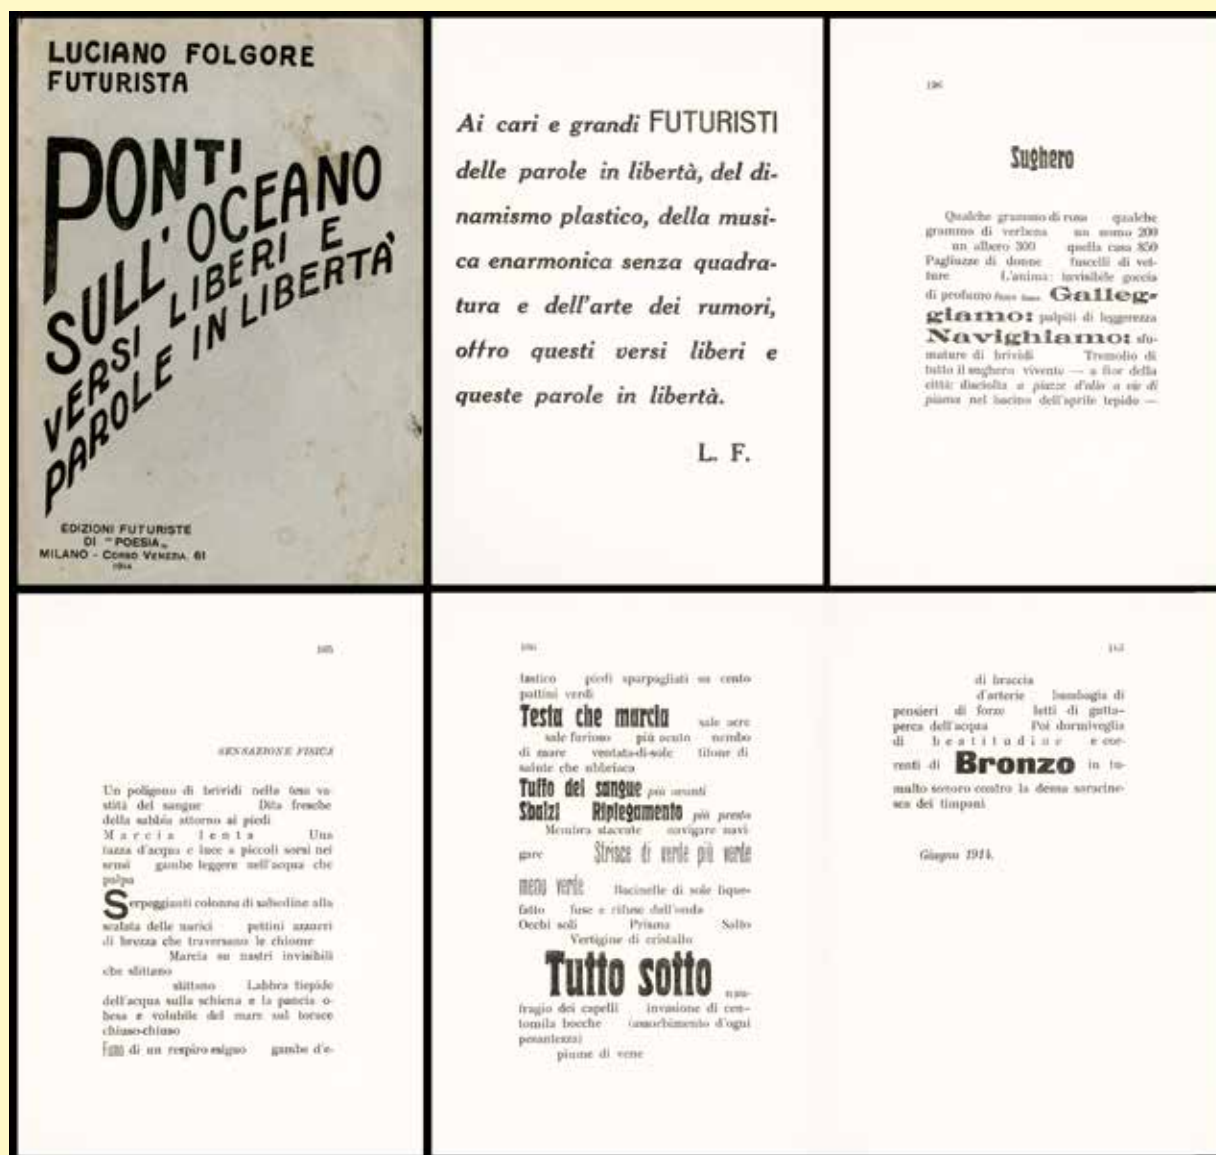 LUCIANO FOLGORE
FUTURISTA
PONTI
SULL'OCEANO
VERSI LIBERI E
PAROLE IN LIBERTÀ
EDIZIONI FUTURISTE
DI "POESIA„
MILANO - CORSO VENEZIA, 61
1914
Ai cari e grandi FUTURISTI
delle parole in libertà, del di-
namismo plastico, della musi-
ca enarmonica senza quadra-
tura e dell'arte dei rumori,
offro questi versi liberi e
queste parole in libertà.
L. F.
Sughero
Qualche grammo di rosa qualche
grammo di verbena un uomo 200
un albero 300 quella casa 850
Pagliuzze di donne fuscelli di vet-
ture L'anima: invisibile goccia
di profumo Galleg-
giamo: palpiti di leggerezza
Navighiamo: sfu-
mature di brividi Tremolio di
tutto il sughero vivente — a fior della
città disciolta a piazze d'olio a vie di
piuma nel bacino dell'aprile tepido —
105
SENSAZIONE FISICA
Un poligono di brividi nella tesa va-
stità del sangue Dita fresche
della sabbia attorno ai piedi
Marcia lenta Una
tazza d'acqua e luce a piccoli sorsi nei
sensi gambe leggere nell'acqua che
palpa
Serpeggianti colonna di salsedine alla
scalata delle narici pettini azzurri
di brezza che traversano le chiome
Marcia su nastri invisibili
che slittano
slittano Labbra tiepide
dell'acqua sulla schiena e la pancia o-
besa e volubile del mare sul torace
chiuso-chiuso
Fumo di un respiro esiguo gambe d'e-
106
lastico piedi sparpagliati su cento
pattini verdi
Testa che marcia sale acre
sale furioso più acuto nembo
di mare ventata-di-sole titone di
salute che ubbriaca
Tuffo del sangue più avanti
Sbalzi Ripiegamento più presto
Membra staccate navigare navi-
gare Strisce di verde più verde
meno verde Bacinelle di sole lique-
fatto fuse e rifuse dall'onda
Occhi soli Prisma Salto
Vertigine di cristallo
Tutto sotto nau-
fragio dei capelli invasione di cen-
tomila bocche (assorbimento d'ogni
pesantezza)
piume di vene
di braccia
d'arterie bambagia di
pensieri di forze letti di gutta-
perca dell'acqua Poi dormiveglia
di beatitudine e cor-
renti di Bronzo in tu-
multo sonoro contro la densa saracine-
sca dei timpani
Giugno 1914.